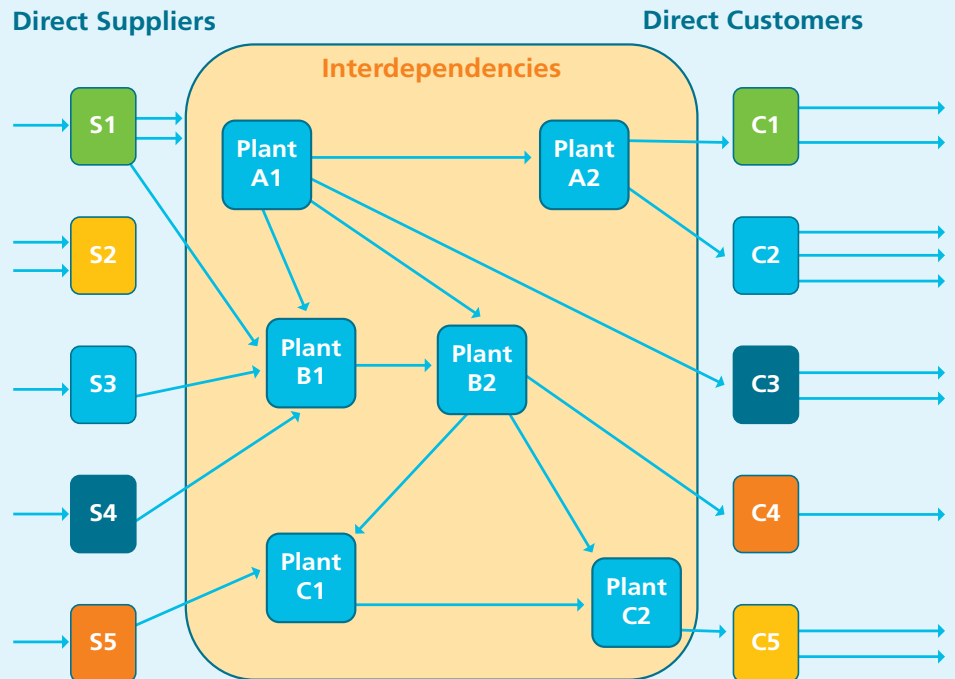 Direct Suppliers
Direct Customers
Interdependencies
S1
Plant
A1
Plant
A2
C1
S2
C2
S3
Plant
B1
Plant
B2
C3
S4
C4
Plant
C1
Plant
C2
S5
C5